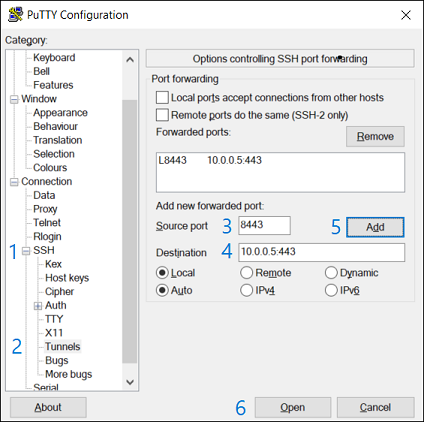 PuTTY Configuration
Category:
Keyboard
Bell
Features
Window
Appearance
Behaviour
Translation
Selection
Colours
Connection
Data
Proxy
Telnet
Rlogin
1 SSH
Kex
Host keys
Cipher
Auth
TTY
X11
2 Tunnels
Bugs
More bugs
Serial
Options controlling SSH port forwarding
Port forwarding
Local ports accept connections from other hosts
Remote ports do the same (SSH-2 only)
Forwarded ports: Remove
L8443 10.0.0.5:443
Add new forwarded port:
Source port 3 8443 5 Add
Destination 4 10.0.0.5:443
Local Remote Dynamic
Auto IPv4 IPv6
About 6 Open Cancel